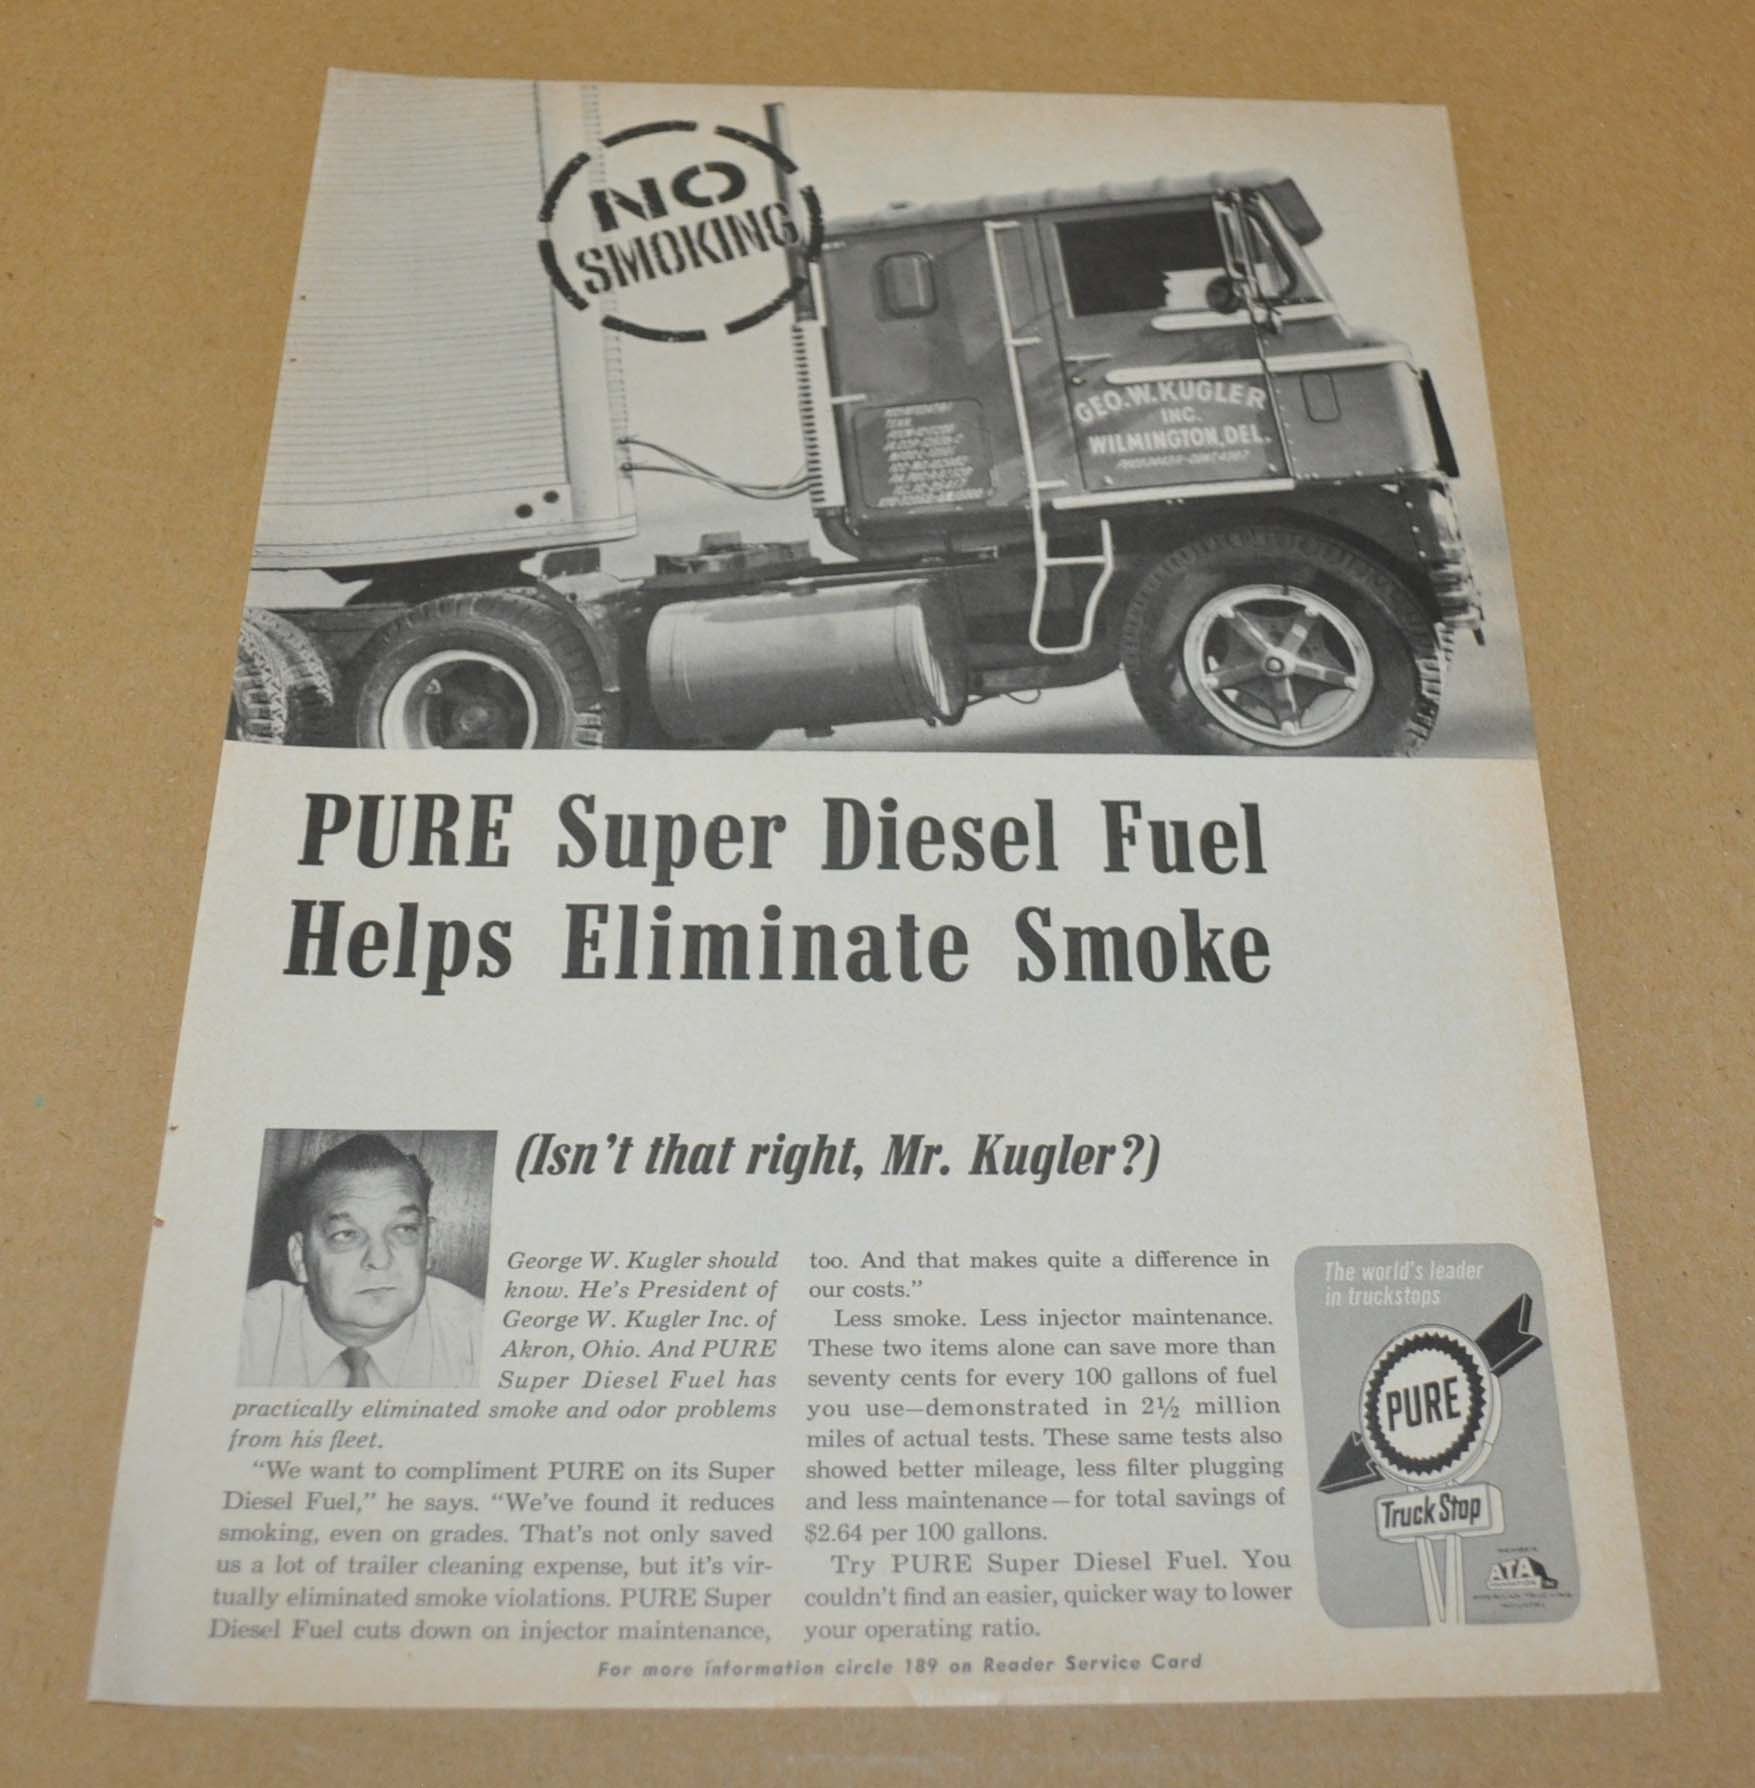 NO
SMOKING
GEO. W. KUGLER
INC.
WILMINGTON, DEL.
PURE Super Diesel Fuel
Helps Eliminate Smoke
(Isn't that right, Mr. Kugler?)
George W. Kugler should
know. He's President of
George W. Kugler Inc. of
Akron, Ohio. And PURE
Super Diesel Fuel has
practically eliminated smoke and odor problems
from his fleet.
"We want to compliment PURE on its Super
Diesel Fuel," he says. "We've found it reduces
smoking, even on grades. That's not only saved
us a lot of trailer cleaning expense, but it's vir-
tually eliminated smoke violations. PURE Super
Diesel Fuel cuts down on injector maintenance,
too. And that makes quite a difference in
our costs."
Less smoke. Less injector maintenance.
These two items alone can save more than
seventy cents for every 100 gallons of fuel
you use—demonstrated in 2½ million
miles of actual tests. These same tests also
showed better mileage, less filter plugging
and less maintenance—for total savings of
$2.64 per 100 gallons.
Try PURE Super Diesel Fuel. You
couldn't find an easier, quicker way to lower
your operating ratio.
The world's leader
in truckstops
PURE
Truck Stop
MEMBER
ATA
FOUNDATION INC
AMERICAN TRUCKING
INDUSTRY
For more information circle 189 on Reader Service Card